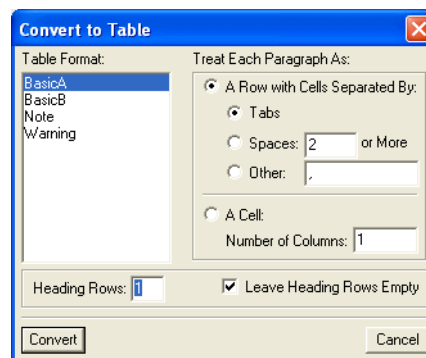 Convert to Table
Table Format:
BasicA
BasicB
Note
Warning
Treat Each Paragraph As:
A Row with Cells Separated By:
Tabs
Spaces: 2 or More
Other: ,
A Cell:
Number of Columns: 1
Heading Rows: 1
Leave Heading Rows Empty
Convert
Cancel